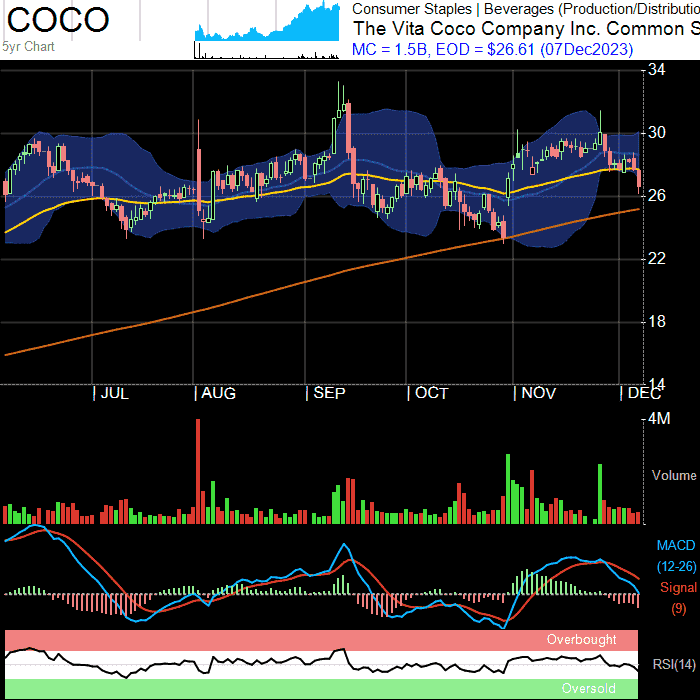 COCO
5yr Chart
Consumer Staples | Beverages (Production/Distributio
The Vita Coco Company Inc. Common S
MC = 1.5B, EOD = $26.61 (07Dec2023)
34
30
26
22
18
14
JUL AUG SEP OCT NOV DEC
4M
Volume
MACD
(12-26)
Signal
(9)
Overbought
RSI(14)
Oversold